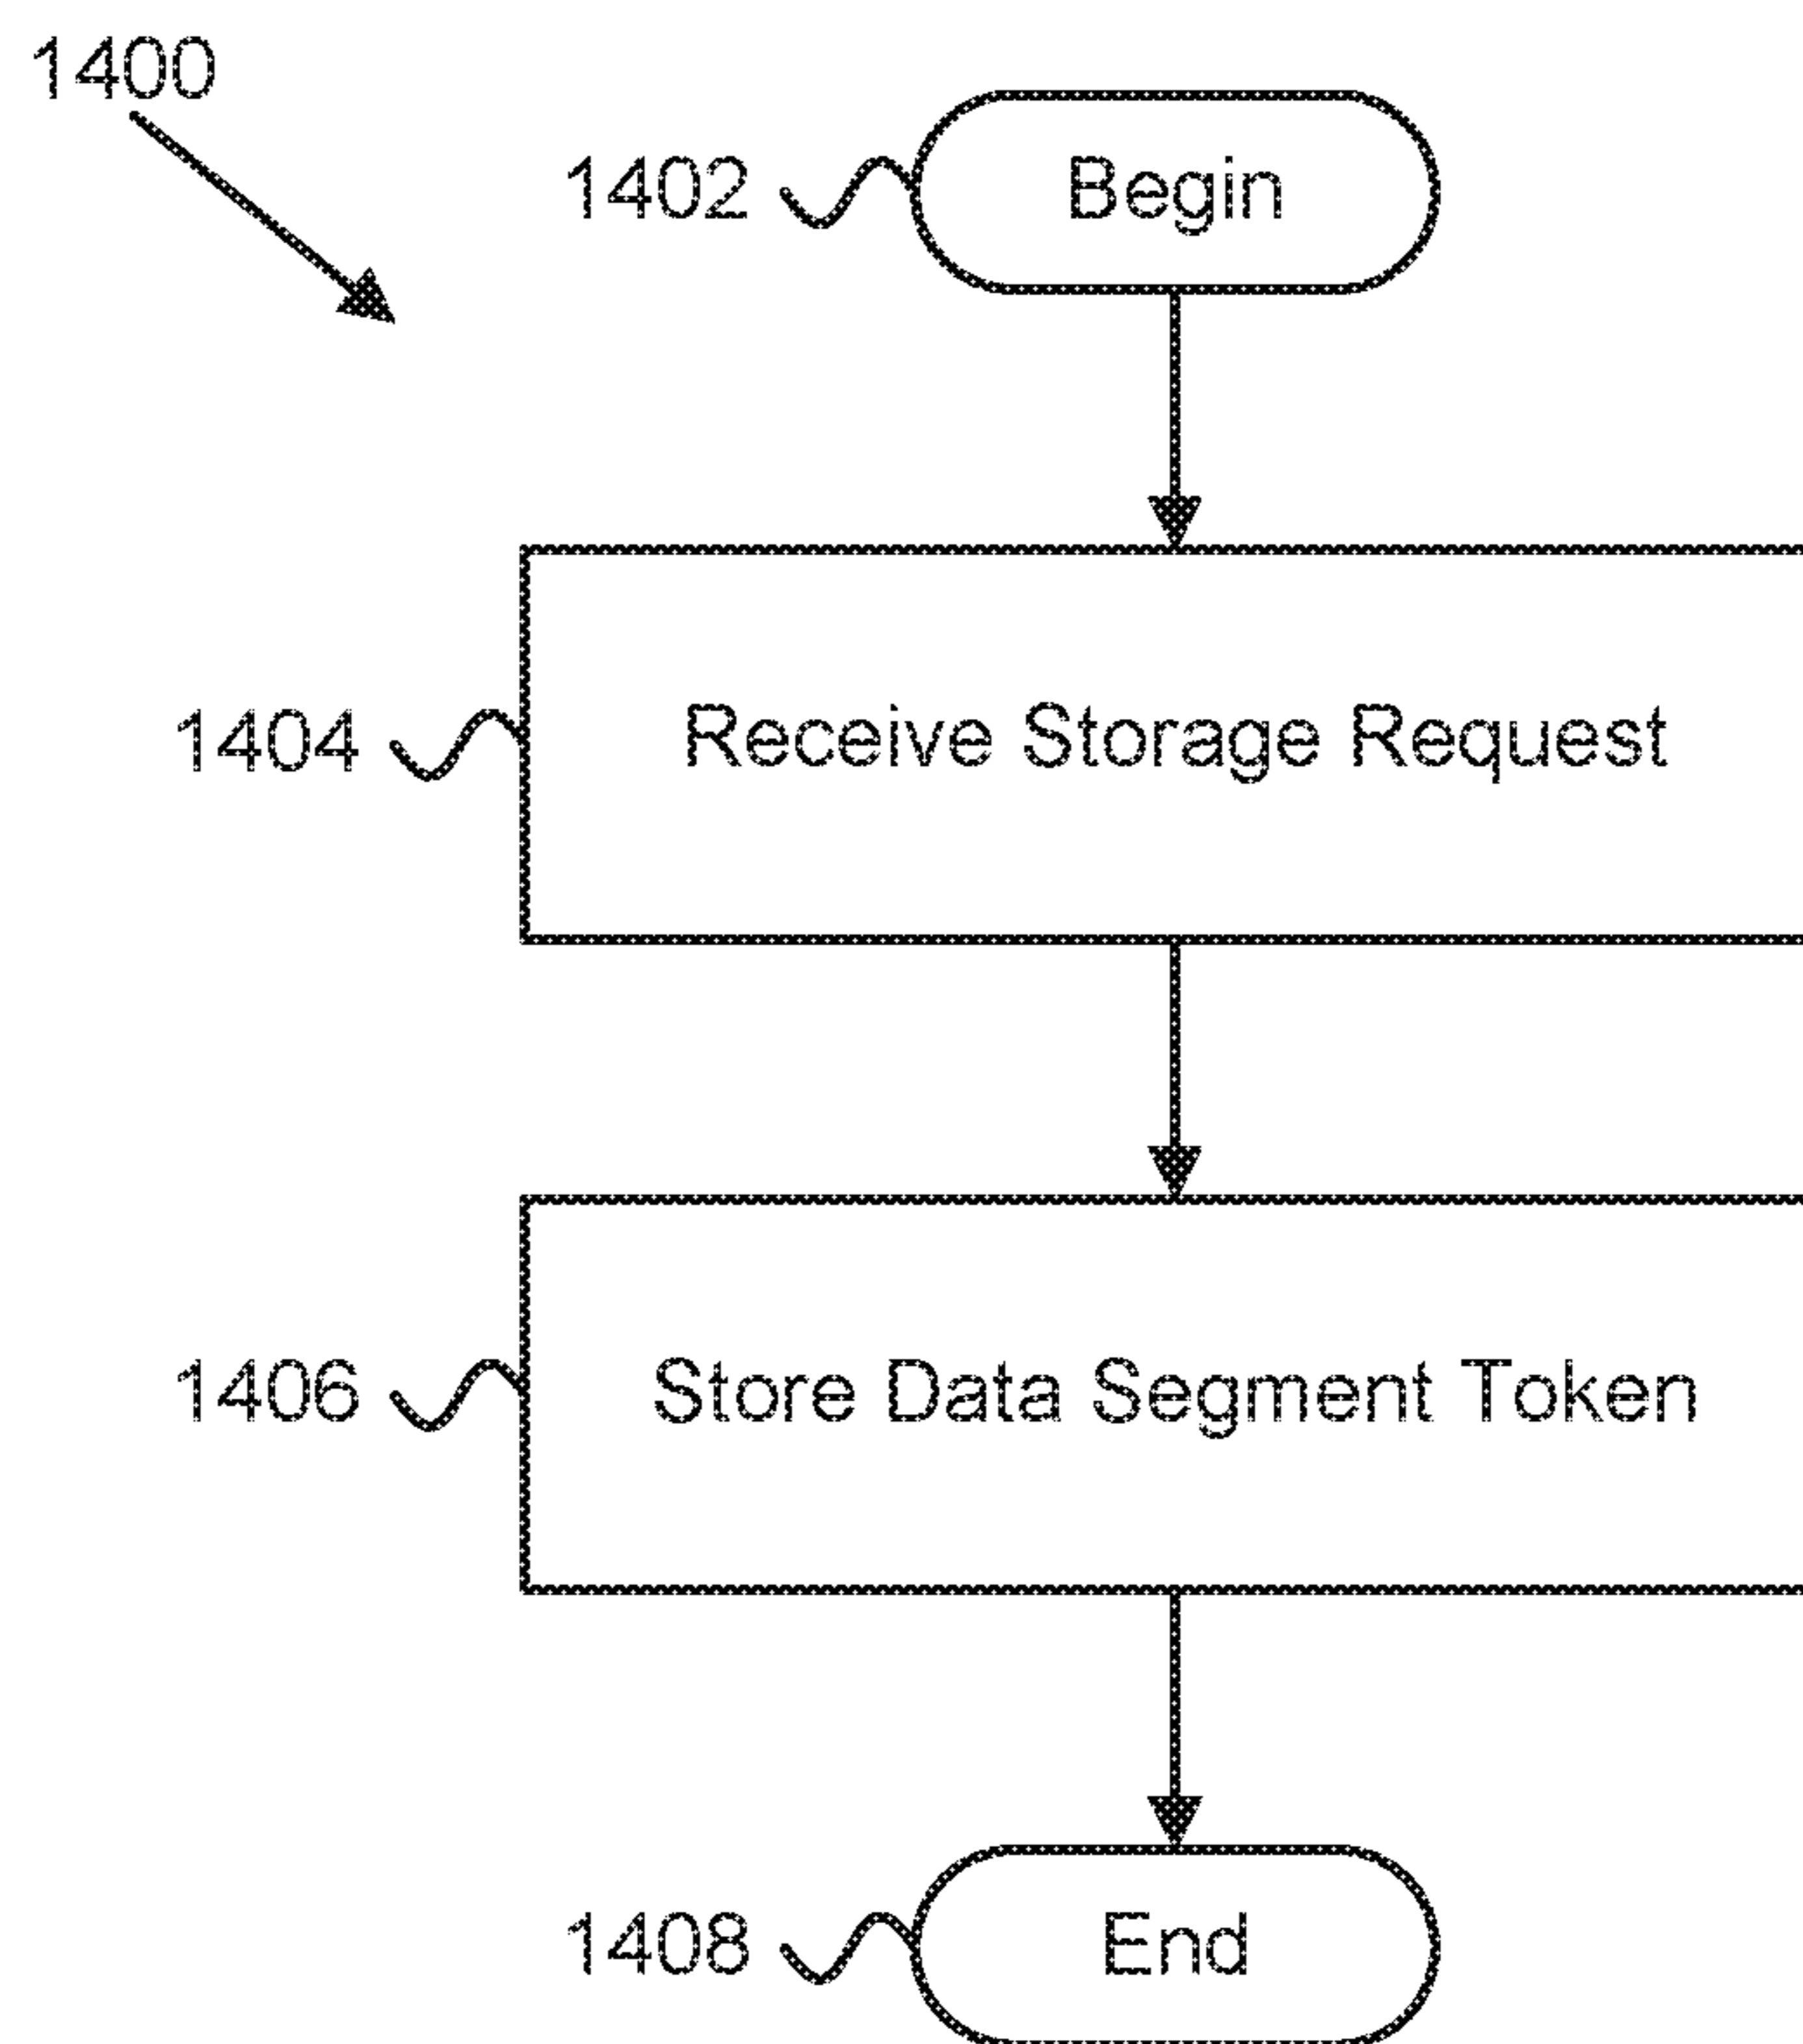 1400
1402 Begin
1404 Receive Storage Request
1406 Store Data Segment Token
1408 End